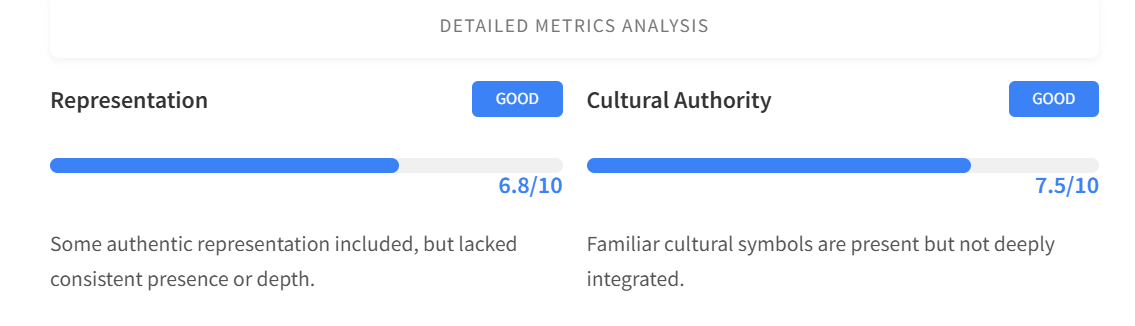 DETAILED METRICS ANALYSIS
Representation
GOOD
6.8/10
Some authentic representation included, but lacked
consistent presence or depth.
Cultural Authority
GOOD
7.5/10
Familiar cultural symbols are present but not deeply
integrated.